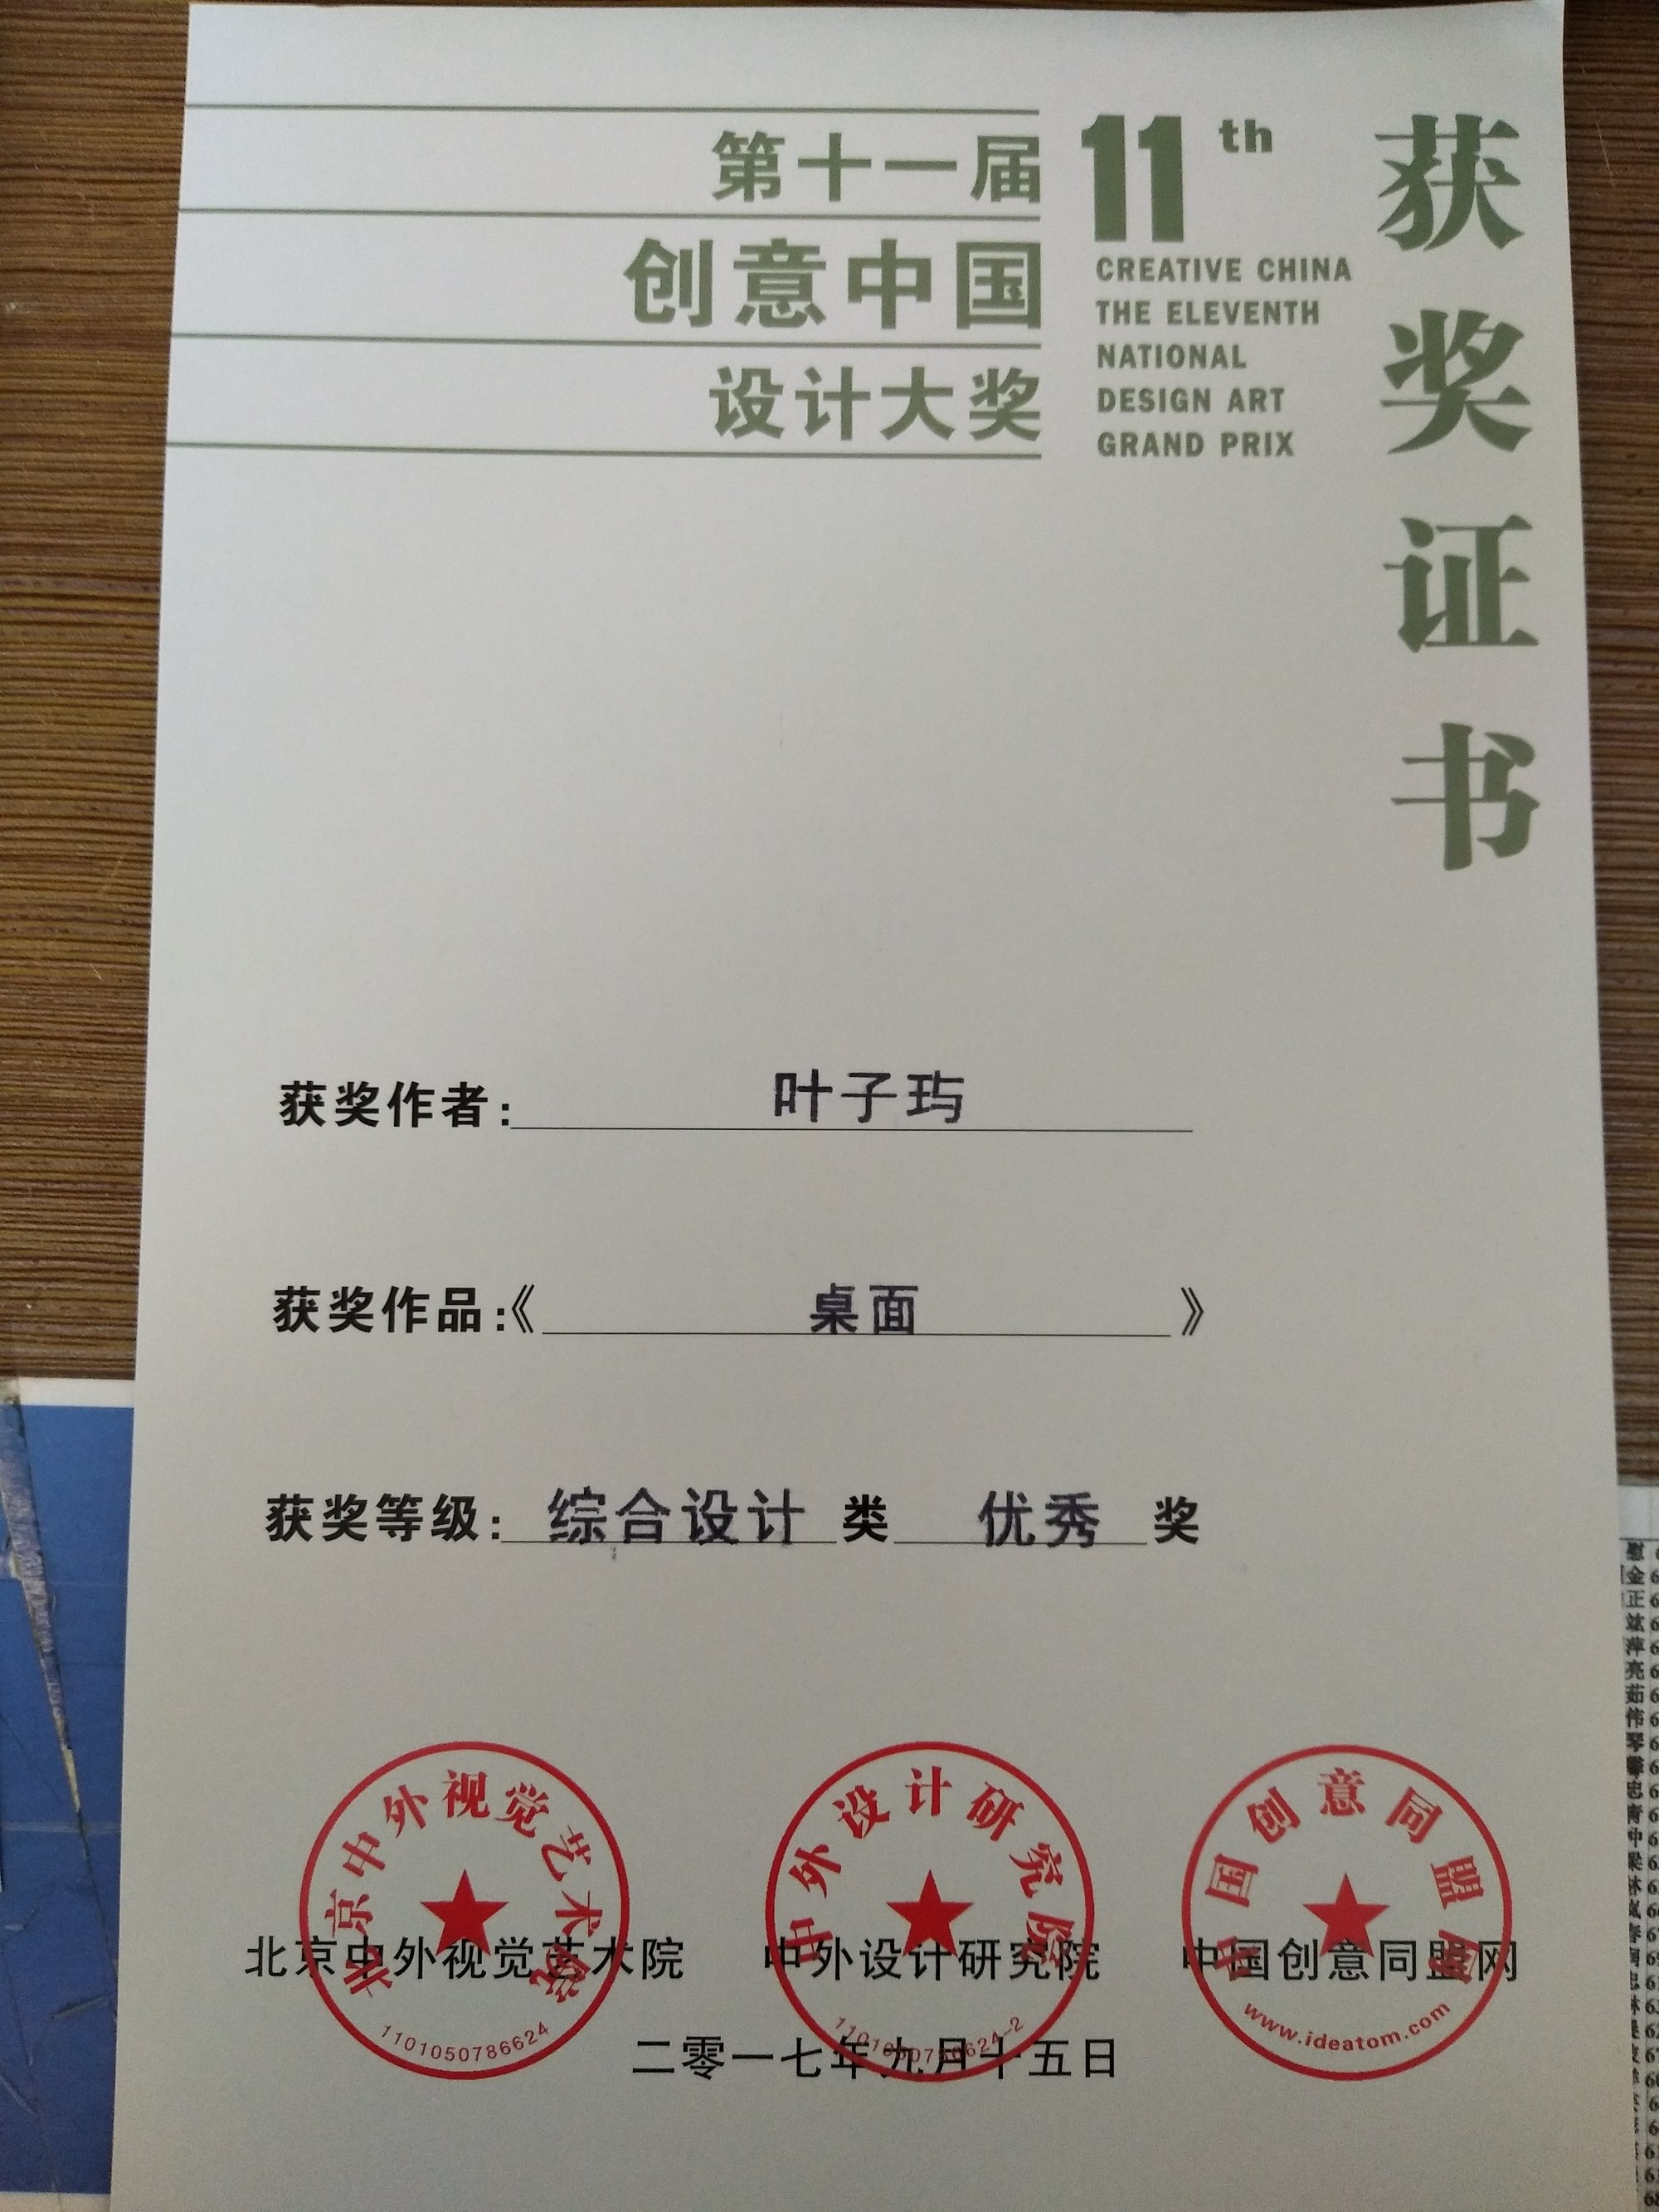 获奖证书
第十一届
创意中国
设计大奖
11 th
CREATIVE CHINA
THE ELEVENTH
NATIONAL
DESIGN ART
GRAND PRIX
获奖作者:叶子玙
获奖作品:《桌面》
获奖等级:综合设计类优秀奖
北京中外视觉艺术院
1101050786624
中外设计研究院
1101050786624-2
中国创意同盟网
www.ideatom.com
北京中外视觉艺术院 中外设计研究院 中国创意同盟网
二零一七年九月十五日